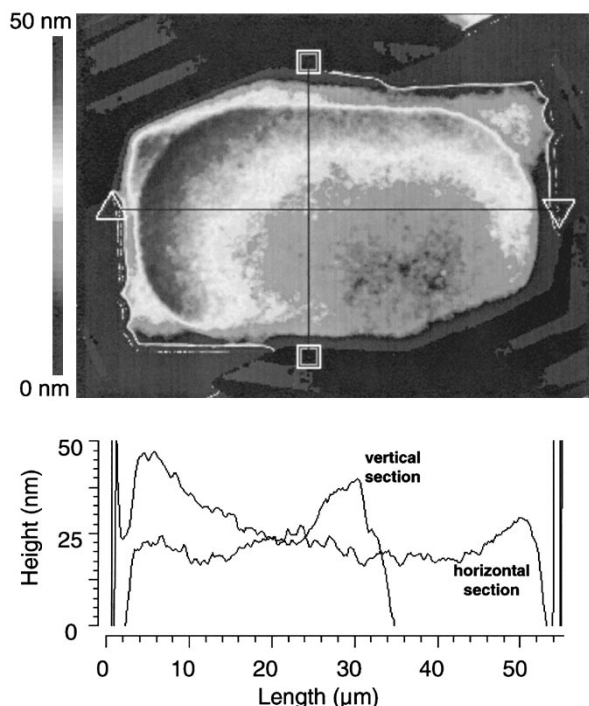 50 nm
0 nm
50
25
0
Height (nm)
vertical
section
horizontal
section
0 10 20 30 40 50
Length (µm)